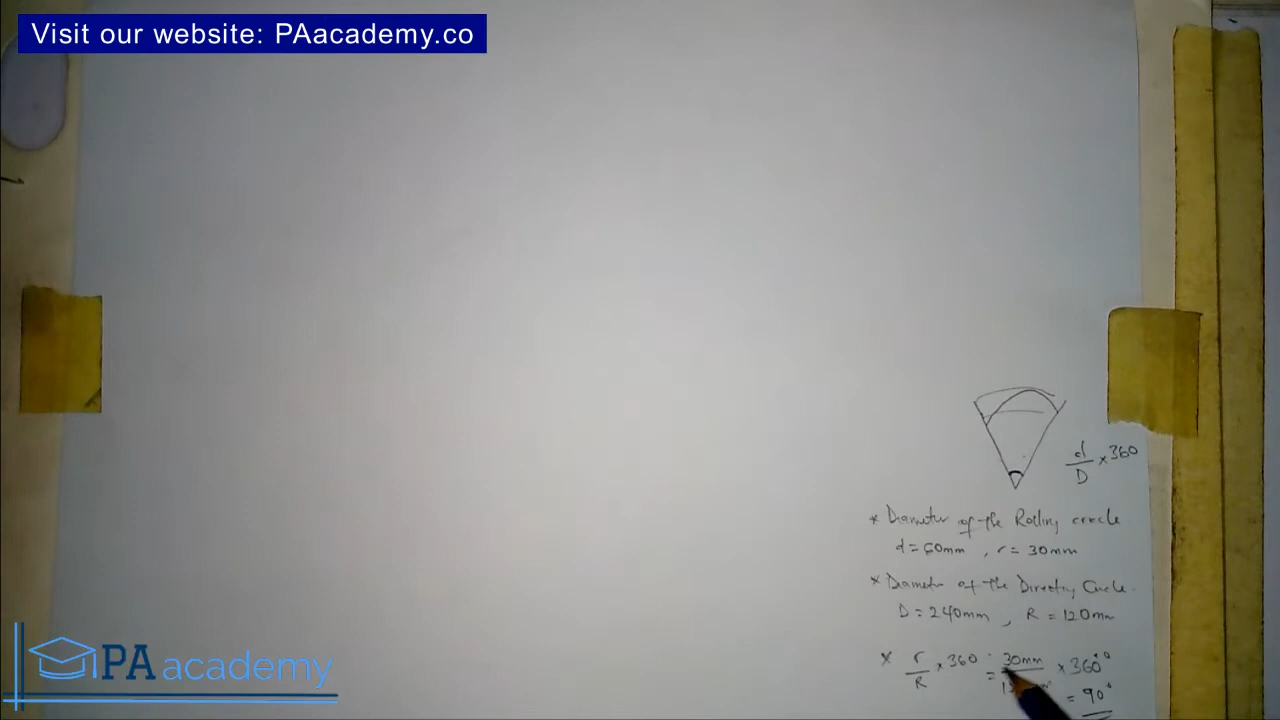 Visit our website: PAacademy.co
d
D
× 360
* Diameter of the Rolling circle
d = 60mm , r = 30mm
* Diameter of the Directing Circle.
D = 240mm , R = 120mm
* r/R × 360 = 30mm × 360°
= 90°
PA academy